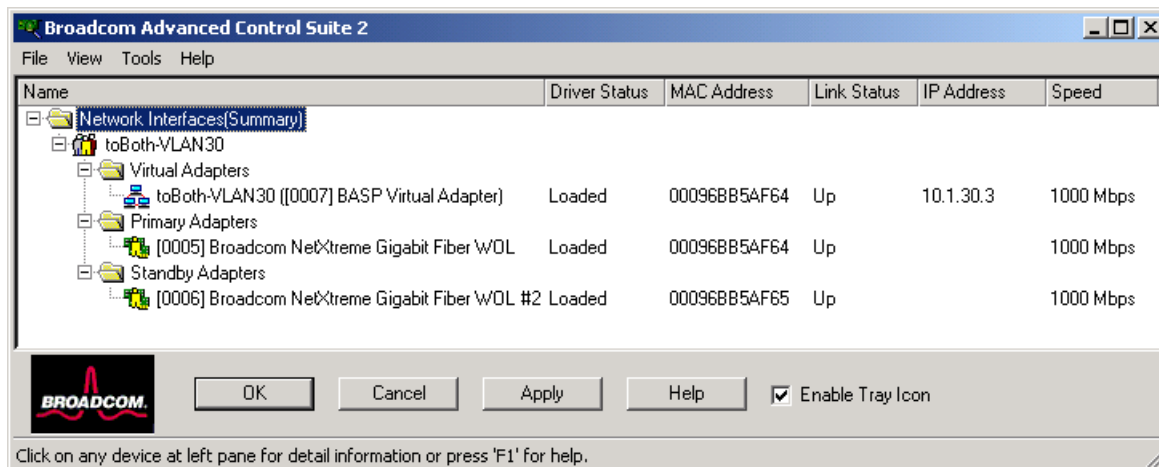 Broadcom Advanced Control Suite 2
File View Tools Help
Name Driver Status MAC Address Link Status IP Address Speed
Network Interfaces(Summary)
toBoth-VLAN30
Virtual Adapters
toBoth-VLAN30 ([0007] BASP Virtual Adapter) Loaded 00096BB5AF64 Up 10.1.30.3 1000 Mbps
Primary Adapters
[0005] Broadcom NetXtreme Gigabit Fiber WOL Loaded 00096BB5AF64 Up 1000 Mbps
Standby Adapters
[0006] Broadcom NetXtreme Gigabit Fiber WOL #2 Loaded 00096BB5AF65 Up 1000 Mbps
BROADCOM. OK Cancel Apply Help Enable Tray Icon
Click on any device at left pane for detail information or press 'F1' for help.